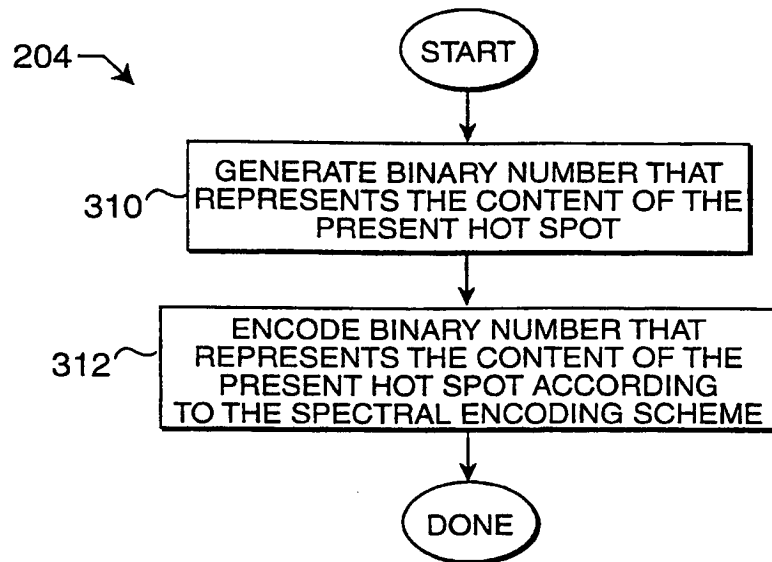 204
START
310
GENERATE BINARY NUMBER THAT
REPRESENTS THE CONTENT OF THE
PRESENT HOT SPOT
312
ENCODE BINARY NUMBER THAT
REPRESENTS THE CONTENT OF THE
PRESENT HOT SPOT ACCORDING
TO THE SPECTRAL ENCODING SCHEME
DONE